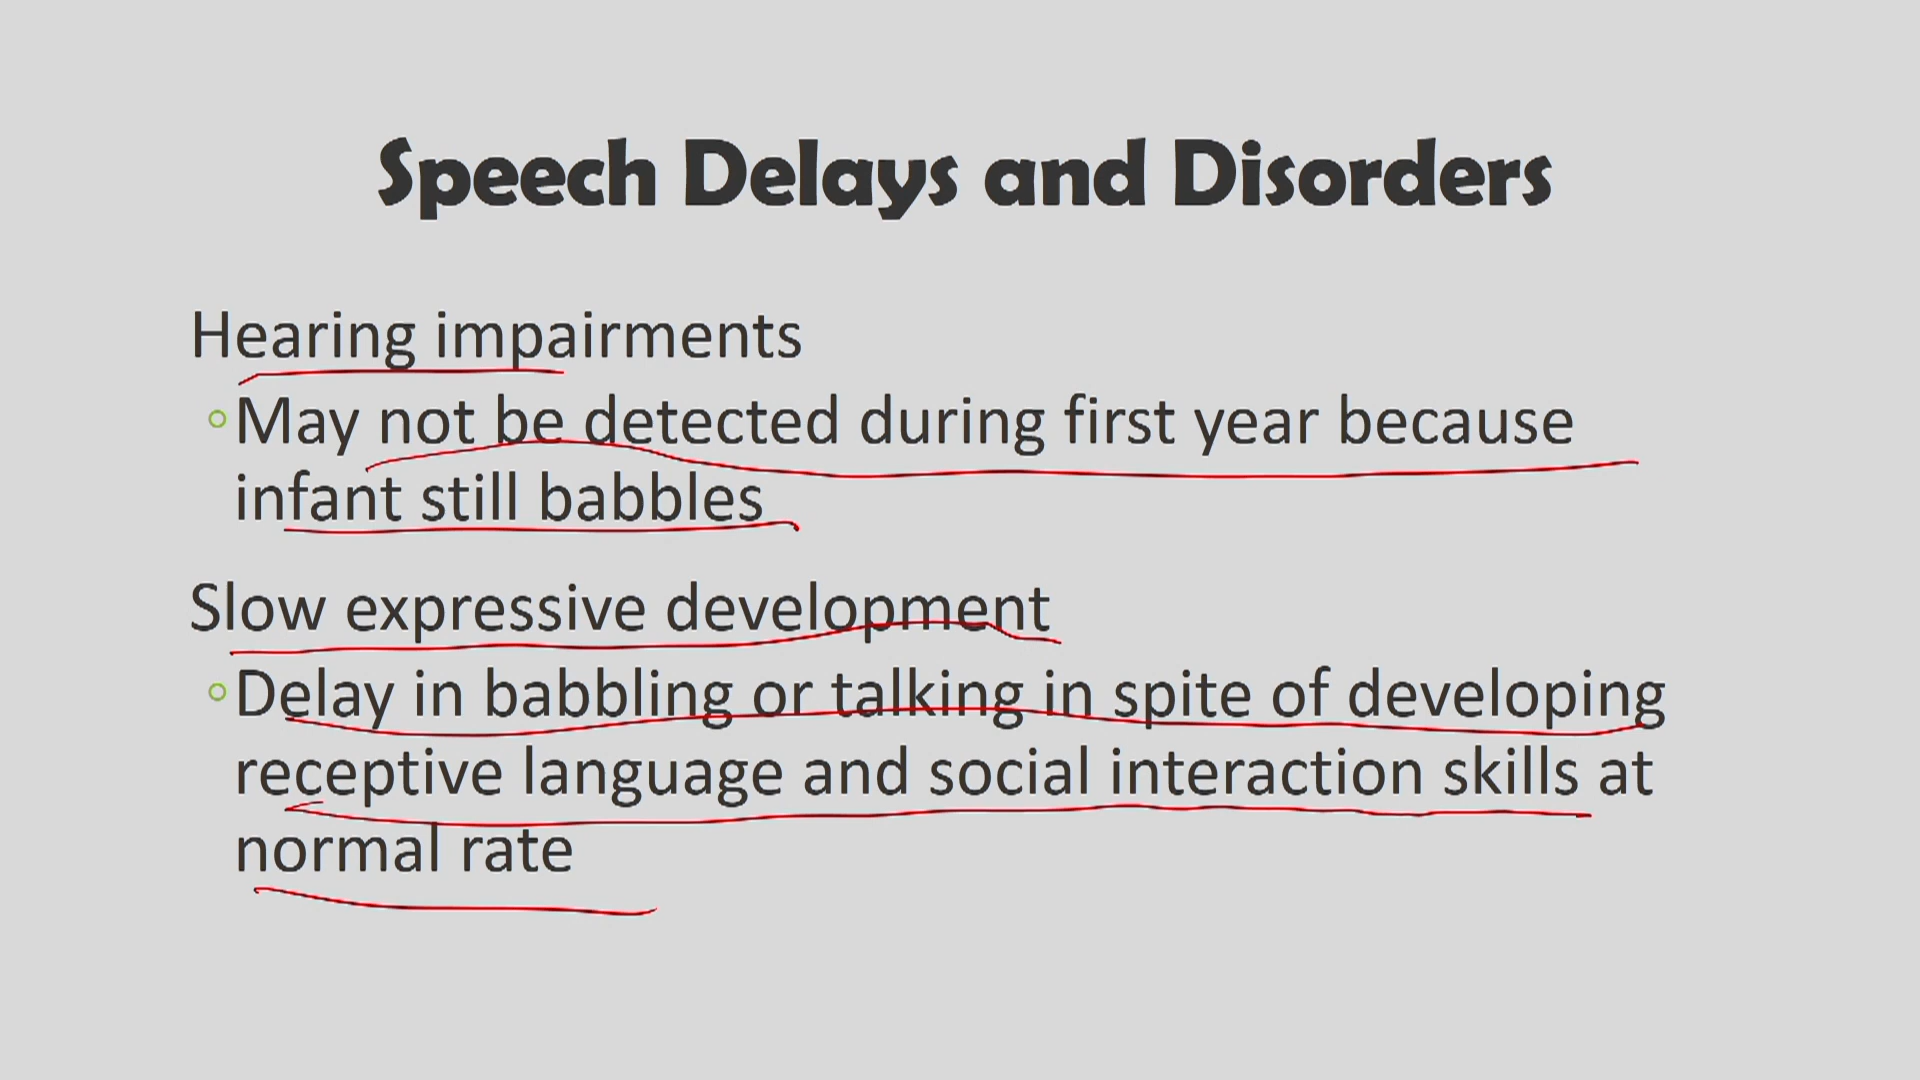 Speech Delays and Disorders
Hearing impairments
◦May not be detected during first year because
infant still babbles
Slow expressive development
◦Delay in babbling or talking in spite of developing
receptive language and social interaction skills at
normal rate